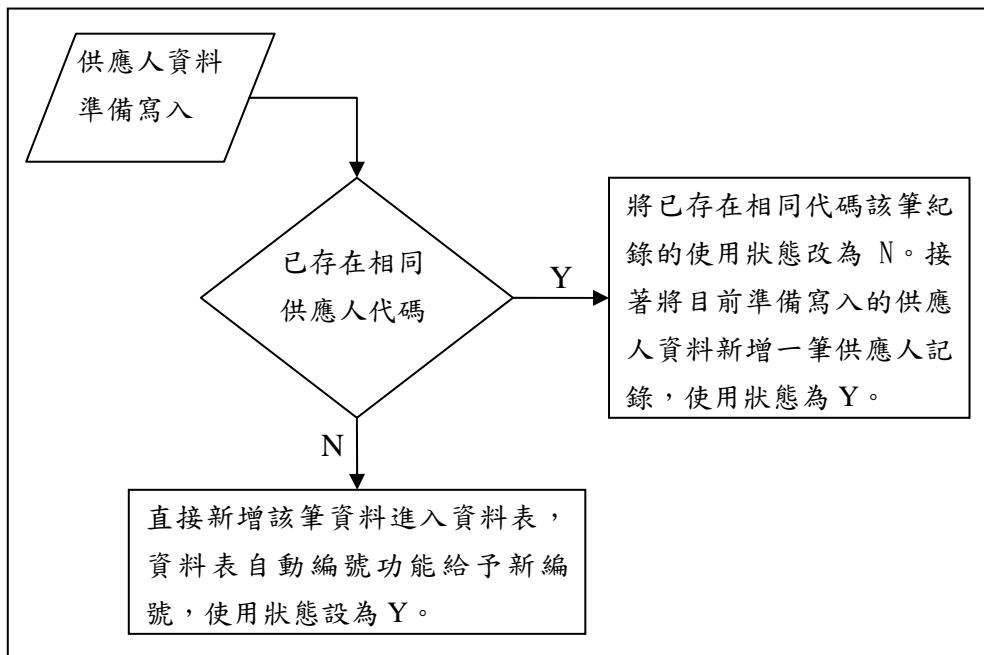 供應人資料
準備寫入
已存在相同
供應人代碼
Y
將已存在相同代碼該筆紀
錄的使用狀態改為 N。接
著將目前準備寫入的供應
人資料新增一筆供應人記
錄，使用狀態為 Y。
N
直接新增該筆資料進入資料表，
資料表自動編號功能給予新編
號，使用狀態設為 Y。